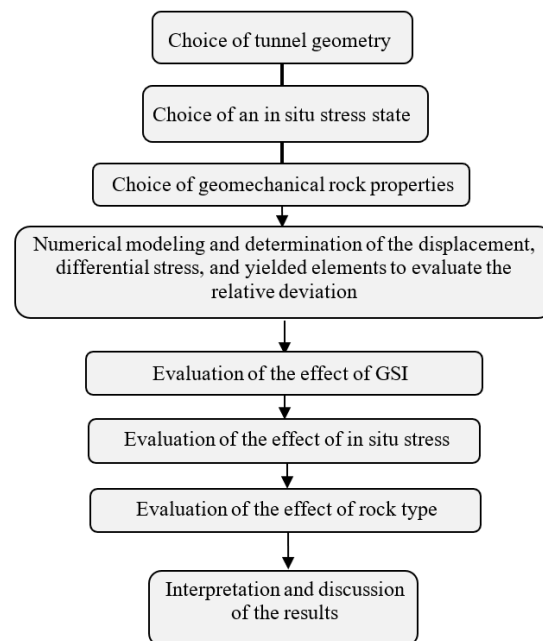 Choice of tunnel geometry
Choice of an in situ stress state
Choice of geomechanical rock properties
Numerical modeling and determination of the displacement,
differential stress, and yielded elements to evaluate the
relative deviation
Evaluation of the effect of GSI
Evaluation of the effect of in situ stress
Evaluation of the effect of rock type
Interpretation and discussion
of the results